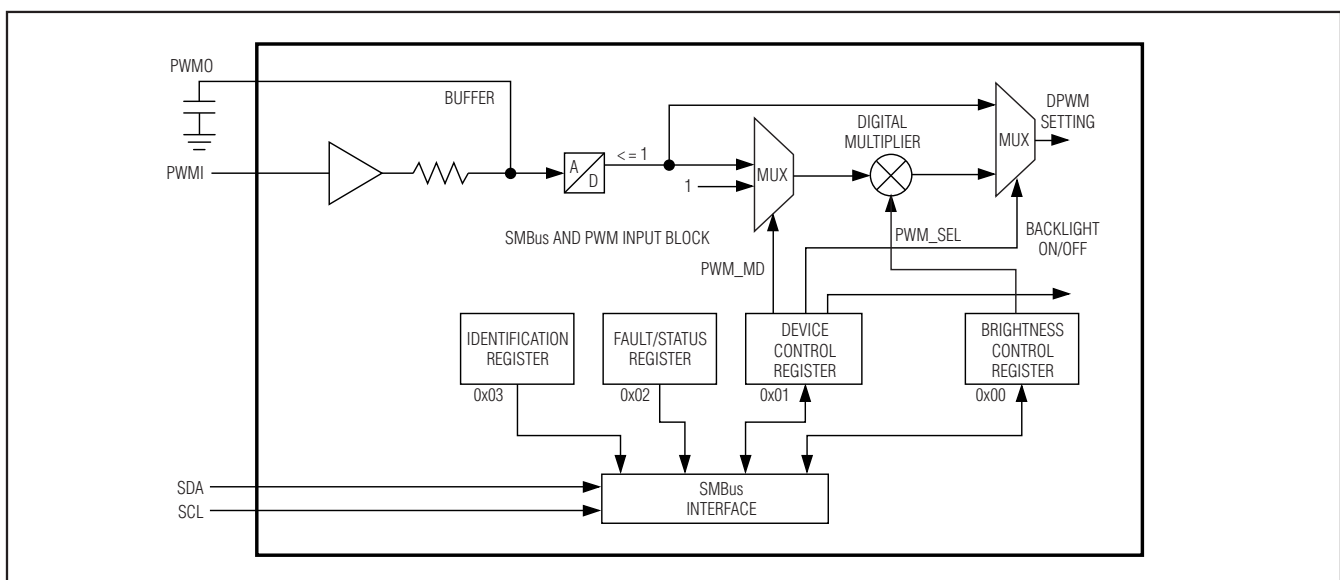 PWMO
BUFFER
PWMI
A
D
<= 1
1
MUX
DIGITAL
MULTIPLIER
MUX
DPWM
SETTING
SMBus AND PWM INPUT BLOCK
PWM_MD
PWM_SEL
BACKLIGHT
ON/OFF
IDENTIFICATION
REGISTER
0x03
FAULT/STATUS
REGISTER
0x02
DEVICE
CONTROL
REGISTER
0x01
BRIGHTNESS
CONTROL
REGISTER
0x00
SDA
SCL
SMBus
INTERFACE